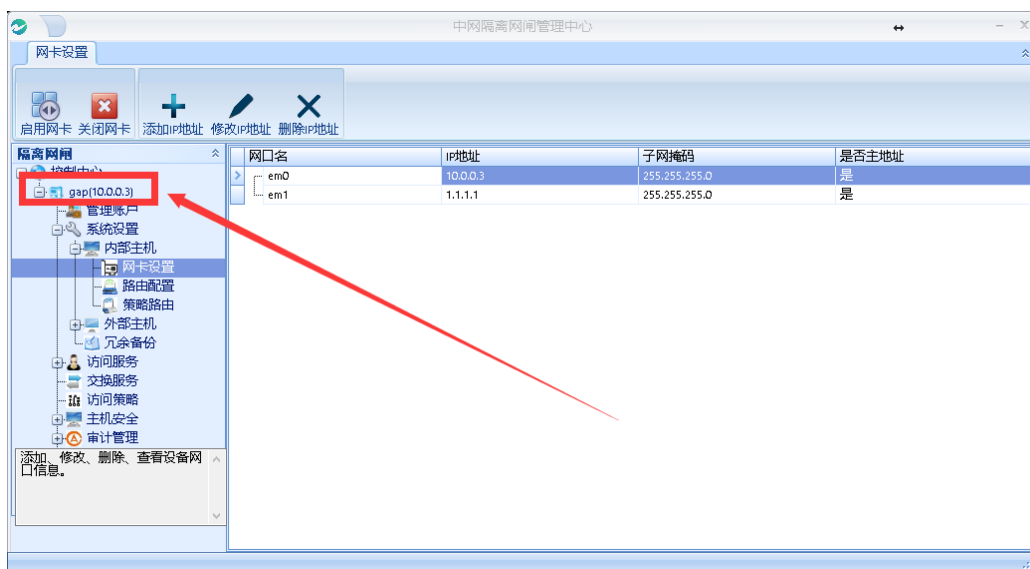 中网隔离网闸管理中心
网卡设置
启用网卡 关闭网卡 添加IP地址 修改IP地址 删除IP地址
隔离网闸
控制中心
gap(10.0.0.3)
管理账户
系统设置
内部主机
网卡设置
路由配置
策略路由
外部主机
冗余备份
访问服务
交换服务
访问策略
主机安全
审计管理
添加、修改、删除、查看设备网
口信息。
网口名 IP地址 子网掩码 是否主地址
em0 10.0.0.3 255.255.255.0 是
em1 1.1.1.1 255.255.255.0 是